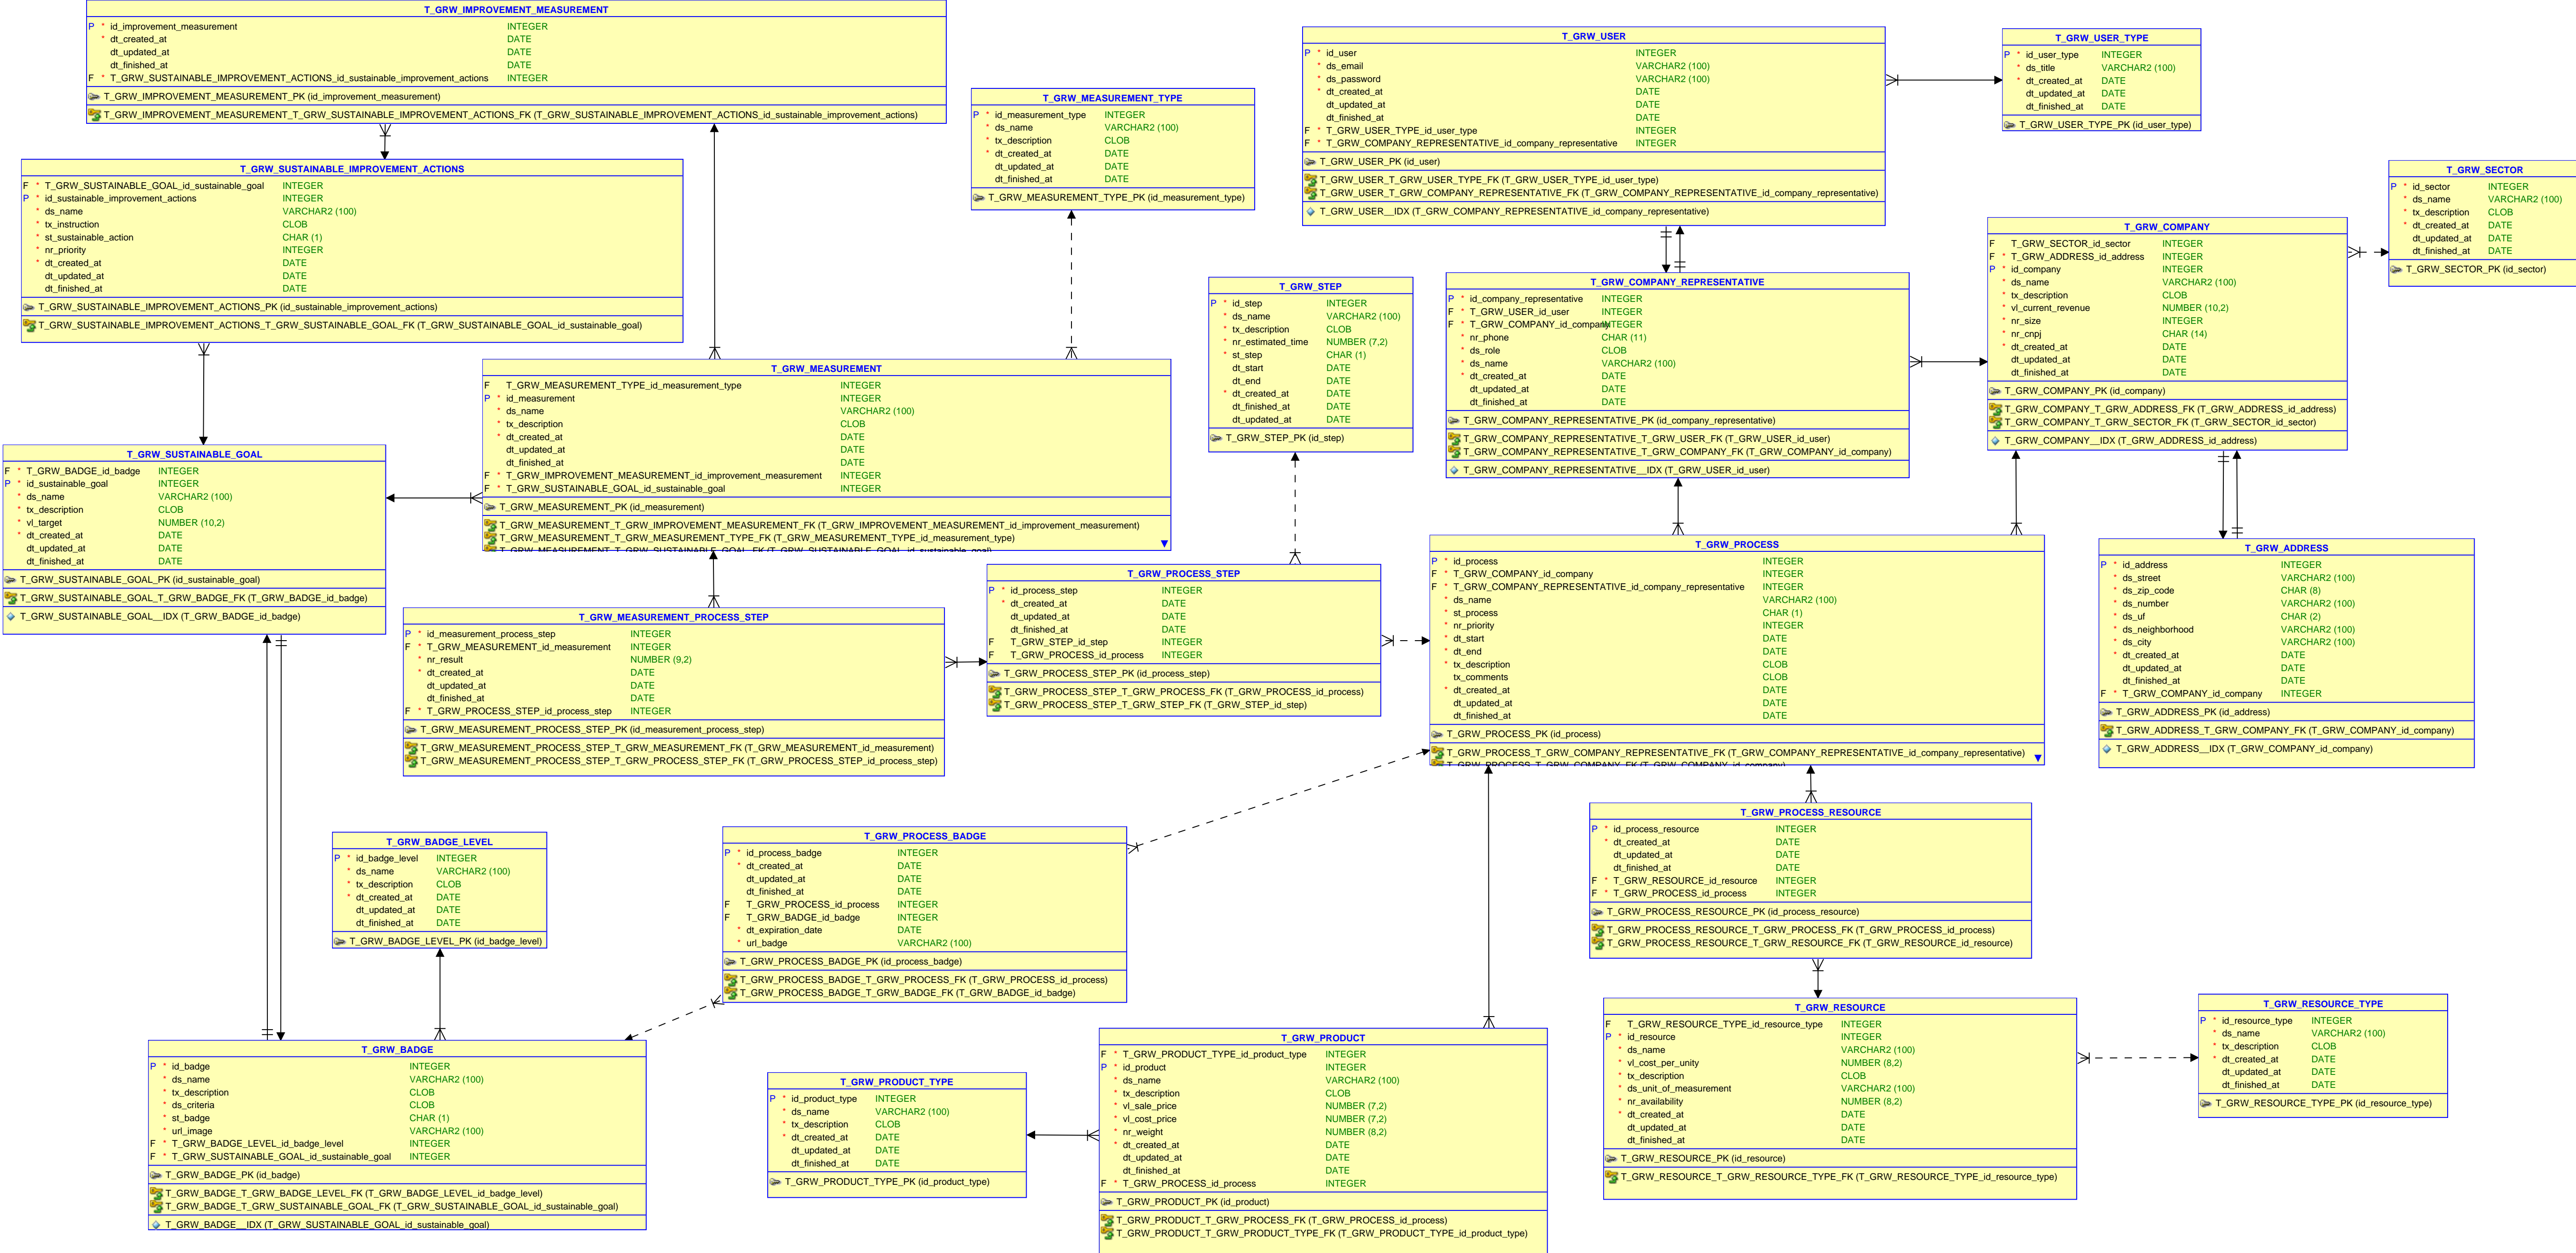 T_GRW_IMPROVEMENT_MEASUREMENT
P * id_improvement_measurement INTEGER
* dt_created_at DATE
dt_updated_at DATE
dt_finished_at DATE
F * T_GRW_SUSTAINABLE_IMPROVEMENT_ACTIONS_id_sustainable_improvement_actions INTEGER
T_GRW_IMPROVEMENT_MEASUREMENT_PK (id_improvement_measurement)
T_GRW_IMPROVEMENT_MEASUREMENT_T_GRW_SUSTAINABLE_IMPROVEMENT_ACTIONS_FK (T_GRW_SUSTAINABLE_IMPROVEMENT_ACTIONS_id_sustainable_improvement_actions)
T_GRW_USER
P * id_user INTEGER
* ds_email VARCHAR2 (100)
* ds_password VARCHAR2 (100)
* dt_created_at DATE
dt_updated_at DATE
dt_finished_at DATE
F * T_GRW_USER_TYPE_id_user_type INTEGER
F * T_GRW_COMPANY_REPRESENTATIVE_id_company_representative INTEGER
T_GRW_USER_PK (id_user)
T_GRW_USER_T_GRW_USER_TYPE_FK (T_GRW_USER_TYPE_id_user_type)
T_GRW_USER_T_GRW_COMPANY_REPRESENTATIVE_FK (T_GRW_COMPANY_REPRESENTATIVE_id_company_representative)
T_GRW_USER__IDX (T_GRW_COMPANY_REPRESENTATIVE_id_company_representative)
T_GRW_USER_TYPE
P * id_user_type INTEGER
* ds_title VARCHAR2 (100)
* dt_created_at DATE
dt_updated_at DATE
dt_finished_at DATE
T_GRW_USER_TYPE_PK (id_user_type)
T_GRW_MEASUREMENT_TYPE
P * id_measurement_type INTEGER
* ds_name VARCHAR2 (100)
tx_description CLOB
* dt_created_at DATE
dt_updated_at DATE
dt_finished_at DATE
T_GRW_MEASUREMENT_TYPE_PK (id_measurement_type)
T_GRW_SUSTAINABLE_IMPROVEMENT_ACTIONS
F * T_GRW_SUSTAINABLE_GOAL_id_sustainable_goal INTEGER
P * id_sustainable_improvement_actions INTEGER
* ds_name VARCHAR2 (100)
* tx_instruction CLOB
* st_sustainable_action CHAR (1)
* nr_priority INTEGER
* dt_created_at DATE
dt_updated_at DATE
dt_finished_at DATE
T_GRW_SUSTAINABLE_IMPROVEMENT_ACTIONS_PK (id_sustainable_improvement_actions)
T_GRW_SUSTAINABLE_IMPROVEMENT_ACTIONS_T_GRW_SUSTAINABLE_GOAL_FK (T_GRW_SUSTAINABLE_GOAL_id_sustainable_goal)
T_GRW_SECTOR
P * id_sector INTEGER
* ds_name VARCHAR2 (100)
* tx_description CLOB
* dt_created_at DATE
dt_updated_at DATE
dt_finished_at DATE
T_GRW_SECTOR_PK (id_sector)
T_GRW_COMPANY
F T_GRW_SECTOR_id_sector INTEGER
F * T_GRW_ADDRESS_id_address INTEGER
P * id_company INTEGER
* ds_name VARCHAR2 (100)
* tx_description CLOB
* vl_current_revenue NUMBER (10,2)
* nr_size INTEGER
* nr_cnpj CHAR (14)
* dt_created_at DATE
dt_updated_at DATE
dt_finished_at DATE
T_GRW_COMPANY_PK (id_company)
T_GRW_COMPANY_T_GRW_ADDRESS_FK (T_GRW_ADDRESS_id_address)
T_GRW_COMPANY_T_GRW_SECTOR_FK (T_GRW_SECTOR_id_sector)
T_GRW_COMPANY__IDX (T_GRW_ADDRESS_id_address)
T_GRW_STEP
P * id_step INTEGER
* ds_name VARCHAR2 (100)
* tx_description CLOB
* nr_estimated_time NUMBER (7,2)
* st_step CHAR (1)
dt_start DATE
dt_end DATE
* dt_created_at DATE
dt_finished_at DATE
dt_updated_at DATE
T_GRW_STEP_PK (id_step)
T_GRW_COMPANY_REPRESENTATIVE
P * id_company_representative INTEGER
F * T_GRW_USER_id_user INTEGER
F * T_GRW_COMPANY_id_company INTEGER
* nr_phone CHAR (11)
* ds_role CLOB
* ds_name VARCHAR2 (100)
* dt_created_at DATE
dt_updated_at DATE
dt_finished_at DATE
T_GRW_COMPANY_REPRESENTATIVE_PK (id_company_representative)
T_GRW_COMPANY_REPRESENTATIVE_T_GRW_USER_FK (T_GRW_USER_id_user)
T_GRW_COMPANY_REPRESENTATIVE_T_GRW_COMPANY_FK (T_GRW_COMPANY_id_company)
T_GRW_COMPANY_REPRESENTATIVE__IDX (T_GRW_USER_id_user)
T_GRW_MEASUREMENT
F T_GRW_MEASUREMENT_TYPE_id_measurement_type INTEGER
P * id_measurement INTEGER
* ds_name VARCHAR2 (100)
* tx_description CLOB
* dt_created_at DATE
dt_updated_at DATE
dt_finished_at DATE
F * T_GRW_IMPROVEMENT_MEASUREMENT_id_improvement_measurement INTEGER
F * T_GRW_SUSTAINABLE_GOAL_id_sustainable_goal INTEGER
T_GRW_MEASUREMENT_PK (id_measurement)
T_GRW_MEASUREMENT_T_GRW_IMPROVEMENT_MEASUREMENT_FK (T_GRW_IMPROVEMENT_MEASUREMENT_id_improvement_measurement)
T_GRW_MEASUREMENT_T_GRW_MEASUREMENT_TYPE_FK (T_GRW_MEASUREMENT_TYPE_id_measurement_type)
T_GRW_MEASUREMENT_T_GRW_SUSTAINABLE_GOAL_FK (T_GRW_SUSTAINABLE_GOAL_id_sustainable_goal)
T_GRW_SUSTAINABLE_GOAL
F * T_GRW_BADGE_id_badge INTEGER
P * id_sustainable_goal INTEGER
* ds_name VARCHAR2 (100)
* tx_description CLOB
* vl_target NUMBER (10,2)
* dt_created_at DATE
dt_updated_at DATE
dt_finished_at DATE
T_GRW_SUSTAINABLE_GOAL_PK (id_sustainable_goal)
T_GRW_SUSTAINABLE_GOAL_T_GRW_BADGE_FK (T_GRW_BADGE_id_badge)
T_GRW_SUSTAINABLE_GOAL__IDX (T_GRW_BADGE_id_badge)
T_GRW_PROCESS
P * id_process INTEGER
F * T_GRW_COMPANY_id_company INTEGER
F * T_GRW_COMPANY_REPRESENTATIVE_id_company_representative INTEGER
* ds_name VARCHAR2 (100)
* st_process CHAR (1)
* nr_priority INTEGER
* dt_start DATE
* dt_end DATE
* tx_description CLOB
tx_comments CLOB
* dt_created_at DATE
dt_updated_at DATE
dt_finished_at DATE
T_GRW_PROCESS_PK (id_process)
T_GRW_PROCESS_T_GRW_COMPANY_REPRESENTATIVE_FK (T_GRW_COMPANY_REPRESENTATIVE_id_company_representative)
T_GRW_PROCESS_T_GRW_COMPANY_FK (T_GRW_COMPANY_id_company)
T_GRW_ADDRESS
P * id_address INTEGER
* ds_street VARCHAR2 (100)
* ds_zip_code CHAR (8)
* ds_number VARCHAR2 (100)
* ds_uf CHAR (2)
* ds_neighborhood VARCHAR2 (100)
* ds_city VARCHAR2 (100)
* dt_created_at DATE
dt_updated_at DATE
dt_finished_at DATE
F * T_GRW_COMPANY_id_company INTEGER
T_GRW_ADDRESS_PK (id_address)
T_GRW_ADDRESS_T_GRW_COMPANY_FK (T_GRW_COMPANY_id_company)
T_GRW_ADDRESS__IDX (T_GRW_COMPANY_id_company)
T_GRW_PROCESS_STEP
P * id_process_step INTEGER
* dt_created_at DATE
dt_updated_at DATE
dt_finished_at DATE
F T_GRW_STEP_id_step INTEGER
F T_GRW_PROCESS_id_process INTEGER
T_GRW_PROCESS_STEP_PK (id_process_step)
T_GRW_PROCESS_STEP_T_GRW_PROCESS_FK (T_GRW_PROCESS_id_process)
T_GRW_PROCESS_STEP_T_GRW_STEP_FK (T_GRW_STEP_id_step)
T_GRW_MEASUREMENT_PROCESS_STEP
P * id_measurement_process_step INTEGER
F * T_GRW_MEASUREMENT_id_measurement INTEGER
* nr_result NUMBER (9,2)
* dt_created_at DATE
dt_updated_at DATE
dt_finished_at DATE
F * T_GRW_PROCESS_STEP_id_process_step INTEGER
T_GRW_MEASUREMENT_PROCESS_STEP_PK (id_measurement_process_step)
T_GRW_MEASUREMENT_PROCESS_STEP_T_GRW_MEASUREMENT_FK (T_GRW_MEASUREMENT_id_measurement)
T_GRW_MEASUREMENT_PROCESS_STEP_T_GRW_PROCESS_STEP_FK (T_GRW_PROCESS_STEP_id_process_step)
T_GRW_PROCESS_RESOURCE
P * id_process_resource INTEGER
* dt_created_at DATE
dt_updated_at DATE
dt_finished_at DATE
F * T_GRW_RESOURCE_id_resource INTEGER
F * T_GRW_PROCESS_id_process INTEGER
T_GRW_PROCESS_RESOURCE_PK (id_process_resource)
T_GRW_PROCESS_RESOURCE_T_GRW_PROCESS_FK (T_GRW_PROCESS_id_process)
T_GRW_PROCESS_RESOURCE_T_GRW_RESOURCE_FK (T_GRW_RESOURCE_id_resource)
T_GRW_BADGE_LEVEL
P * id_badge_level INTEGER
* ds_name VARCHAR2 (100)
* tx_description CLOB
* dt_created_at DATE
dt_updated_at DATE
dt_finished_at DATE
T_GRW_BADGE_LEVEL_PK (id_badge_level)
T_GRW_PROCESS_BADGE
P * id_process_badge INTEGER
* dt_created_at DATE
dt_updated_at DATE
dt_finished_at DATE
F T_GRW_PROCESS_id_process INTEGER
F T_GRW_BADGE_id_badge INTEGER
* dt_expiration_date DATE
* url_badge VARCHAR2 (100)
T_GRW_PROCESS_BADGE_PK (id_process_badge)
T_GRW_PROCESS_BADGE_T_GRW_PROCESS_FK (T_GRW_PROCESS_id_process)
T_GRW_PROCESS_BADGE_T_GRW_BADGE_FK (T_GRW_BADGE_id_badge)
T_GRW_RESOURCE
F T_GRW_RESOURCE_TYPE_id_resource_type INTEGER
P * id_resource INTEGER
* ds_name VARCHAR2 (100)
* vl_cost_per_unity NUMBER (8,2)
* tx_description CLOB
* ds_unit_of_measurement VARCHAR2 (100)
* nr_availability NUMBER (8,2)
* dt_created_at DATE
dt_updated_at DATE
dt_finished_at DATE
T_GRW_RESOURCE_PK (id_resource)
T_GRW_RESOURCE_T_GRW_RESOURCE_TYPE_FK (T_GRW_RESOURCE_TYPE_id_resource_type)
T_GRW_RESOURCE_TYPE
P * id_resource_type INTEGER
* ds_name VARCHAR2 (100)
* tx_description CLOB
* dt_created_at DATE
dt_updated_at DATE
dt_finished_at DATE
T_GRW_RESOURCE_TYPE_PK (id_resource_type)
T_GRW_BADGE
P * id_badge INTEGER
* ds_name VARCHAR2 (100)
* tx_description CLOB
* ds_criteria CLOB
* st_badge CHAR (1)
* url_image VARCHAR2 (100)
F * T_GRW_BADGE_LEVEL_id_badge_level INTEGER
F * T_GRW_SUSTAINABLE_GOAL_id_sustainable_goal INTEGER
T_GRW_BADGE_PK (id_badge)
T_GRW_BADGE_T_GRW_BADGE_LEVEL_FK (T_GRW_BADGE_LEVEL_id_badge_level)
T_GRW_BADGE_T_GRW_SUSTAINABLE_GOAL_FK (T_GRW_SUSTAINABLE_GOAL_id_sustainable_goal)
T_GRW_BADGE__IDX (T_GRW_SUSTAINABLE_GOAL_id_sustainable_goal)
T_GRW_PRODUCT_TYPE
P * id_product_type INTEGER
* ds_name VARCHAR2 (100)
* tx_description CLOB
* dt_created_at DATE
dt_updated_at DATE
dt_finished_at DATE
T_GRW_PRODUCT_TYPE_PK (id_product_type)
T_GRW_PRODUCT
F * T_GRW_PRODUCT_TYPE_id_product_type INTEGER
P * id_product INTEGER
* ds_name VARCHAR2 (100)
* tx_description CLOB
* vl_sale_price NUMBER (7,2)
* vl_cost_price NUMBER (7,2)
* nr_weight NUMBER (8,2)
* dt_created_at DATE
dt_updated_at DATE
dt_finished_at DATE
F * T_GRW_PROCESS_id_process INTEGER
T_GRW_PRODUCT_PK (id_product)
T_GRW_PRODUCT_T_GRW_PROCESS_FK (T_GRW_PROCESS_id_process)
T_GRW_PRODUCT_T_GRW_PRODUCT_TYPE_FK (T_GRW_PRODUCT_TYPE_id_product_type)